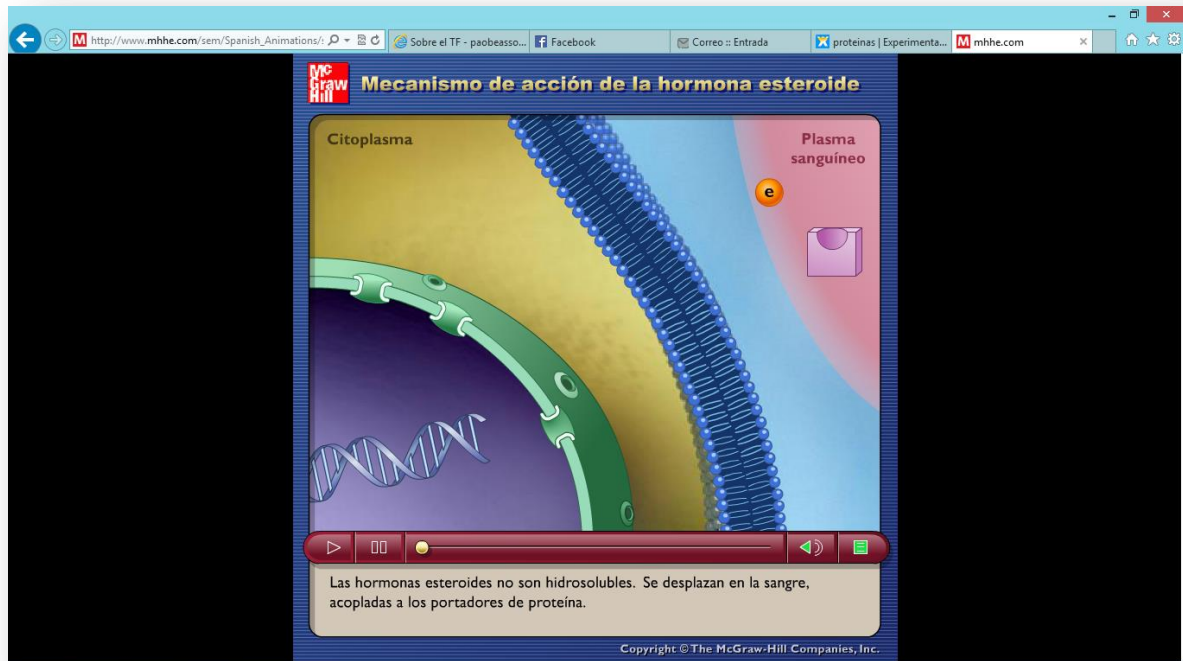 http://www.mhhe.com/sem/Spanish_Animations/:
Sobre el TF - paobeasso...
Facebook
Correo :: Entrada
proteinas | Experimenta...
mhhe.com
Mc
Graw
Hill
Mecanismo de acción de la hormona esteroide
Citoplasma
Plasma
sanguíneo
e
Las hormonas esteroides no son hidrosolubles. Se desplazan en la sangre,
acopladas a los portadores de proteína.
Copyright © The McGraw-Hill Companies, Inc.